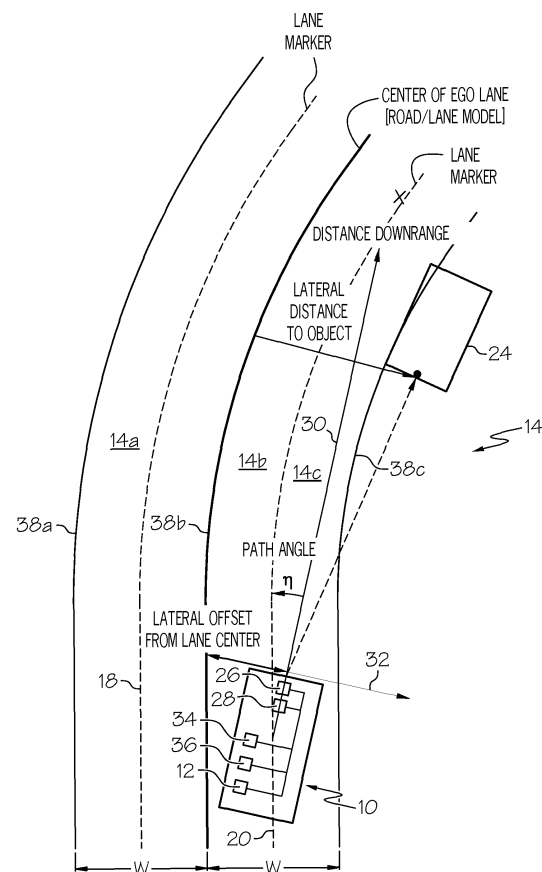 LANE
MARKER
CENTER OF EGO LANE
[ROAD/LANE MODEL]
LANE
MARKER
X
DISTANCE DOWNRANGE
LATERAL
DISTANCE
TO OBJECT
24
30
14
14a
14b
14c
38c
38a
38b
PATH ANGLE
η
LATERAL OFFSET
FROM LANE CENTER
32
18
26
28
34
36
12
10
20
W
W